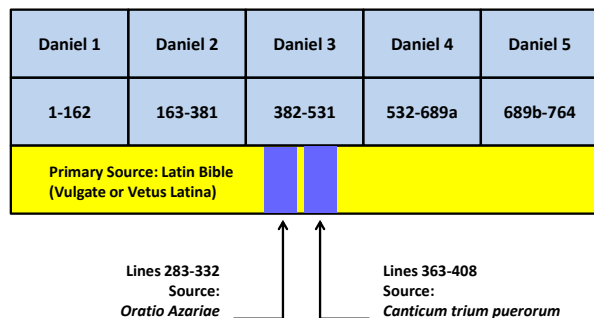 Daniel 1 Daniel 2 Daniel 3 Daniel 4 Daniel 5
1-162 163-381 382-531 532-689a 689b-764
Primary Source: Latin Bible
(Vulgate or Vetus Latina)
Lines 283-332
Source:
Oratio Azariae
Lines 363-408
Source:
Canticum trium puerorum